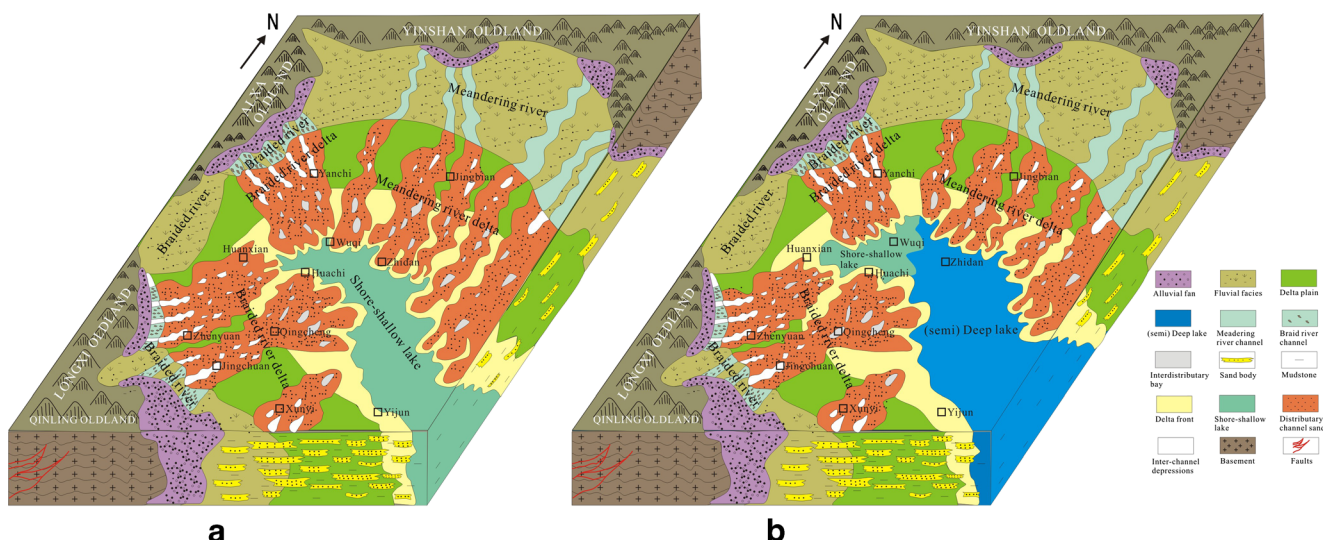 N
YINSHAN OLDLAND
ALXA OLDLAND
Meandering river
Braided river
Braided river delta
Yanchi
Jingbian
Braided river
Meandering river delta
Huanxian
Wuqi
Zhidan
Huachi
Shore-shallow lake
LONGXI OLDLAND
Braided river delta
Qingcheng
Zhenyuan
Jingchuan
Braided river
Xunyi
Yijun
QINLING OLDLAND
a
N
YINSHAN OLDLAND
ALXA OLDLAND
Meandering river
Braided river
Braided river delta
Yanchi
Jingbian
Braided river
Meandering river delta
Huanxian
Wuqi
Shore-shallow
lake
Zhidan
Huachi
LONGXI OLDLAND
Braided river delta
Qingcheng
(semi) Deep lake
Zhenyuan
Jingchuan
Braided river
Xunyi
Yijun
QINLING OLDLAND
b
Alluvial fan
Fluvial facies
Delta plain
(semi) Deep lake
Meadering
river channel
Braid river
channel
Interdistributary
bay
Sand body
Mudstone
Delta front
Shore-shallow
lake
Distributary
channel sand
Inter-channel
depressions
Basement
Faults